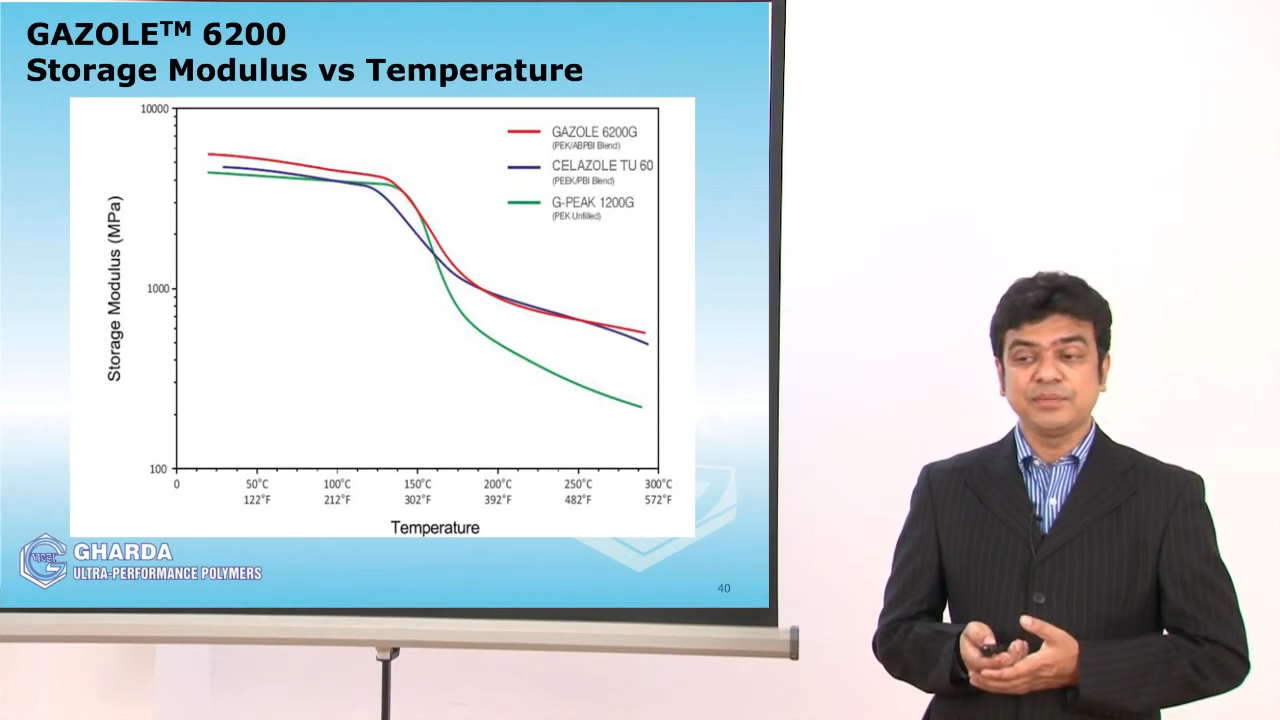 GAZOLE™ 6200
Storage Modulus vs Temperature
10000
1000
100
Storage Modulus (MPa)
GAZOLE 6200G
(PEK/ABPBI Blend)
CELAZOLE TU 60
(PEEK/PBI Blend)
G-PEAK 1200G
(PEK Unfilled)
0 50°C 100°C 150°C 200°C 250°C 300°C
122°F 212°F 302°F 392°F 482°F 572°F
Temperature
GHARDA
ULTRA-PERFORMANCE POLYMERS
40